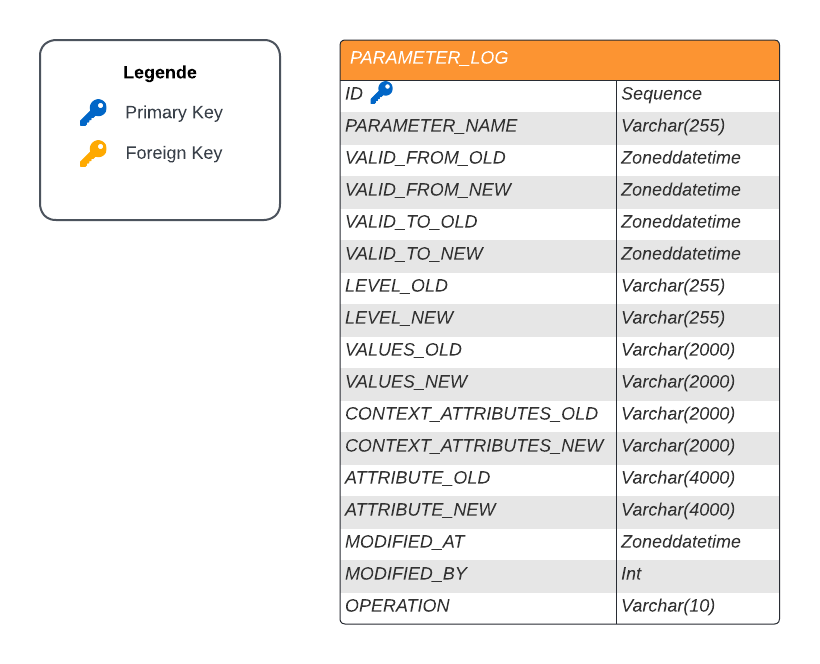 Legende
Primary Key
Foreign Key
PARAMETER_LOG
ID Sequence
PARAMETER_NAME Varchar(255)
VALID_FROM_OLD Zoneddatetime
VALID_FROM_NEW Zoneddatetime
VALID_TO_OLD Zoneddatetime
VALID_TO_NEW Zoneddatetime
LEVEL_OLD Varchar(255)
LEVEL_NEW Varchar(255)
VALUES_OLD Varchar(2000)
VALUES_NEW Varchar(2000)
CONTEXT_ATTRIBUTES_OLD Varchar(2000)
CONTEXT_ATTRIBUTES_NEW Varchar(2000)
ATTRIBUTE_OLD Varchar(4000)
ATTRIBUTE_NEW Varchar(4000)
MODIFIED_AT Zoneddatetime
MODIFIED_BY Int
OPERATION Varchar(10)